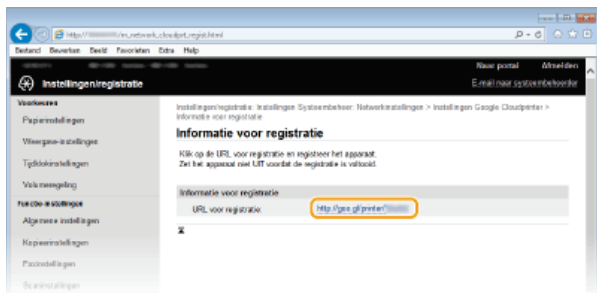 http://
/m_network_cloudprt_regist.html
Bestand Bewerken Beeld Favorieten Extra Help
Naar portal Afmelden
Instellingen/registratie
E-mail naar systeembeheerder
Voorkeuren
Papierinstellingen
Weergave-instellingen
Tijdklokinstellingen
Volumeregeling
Functie-instellingen
Algemene instellingen
Kopieerinstellingen
Faxinstellingen
Scaninstellingen
Instellingen/registratie: Instellingen Systeembeheer: Netwerkinstellingen > Instellingen Google Cloudprinter >
Informatie voor registratie
Informatie voor registratie
Klik op de URL voor registratie en registreer het apparaat.
Zet het apparaat niet UIT voordat de registratie is voltooid.
Informatie voor registratie
URL voor registratie:
http://goo.gl/printer/